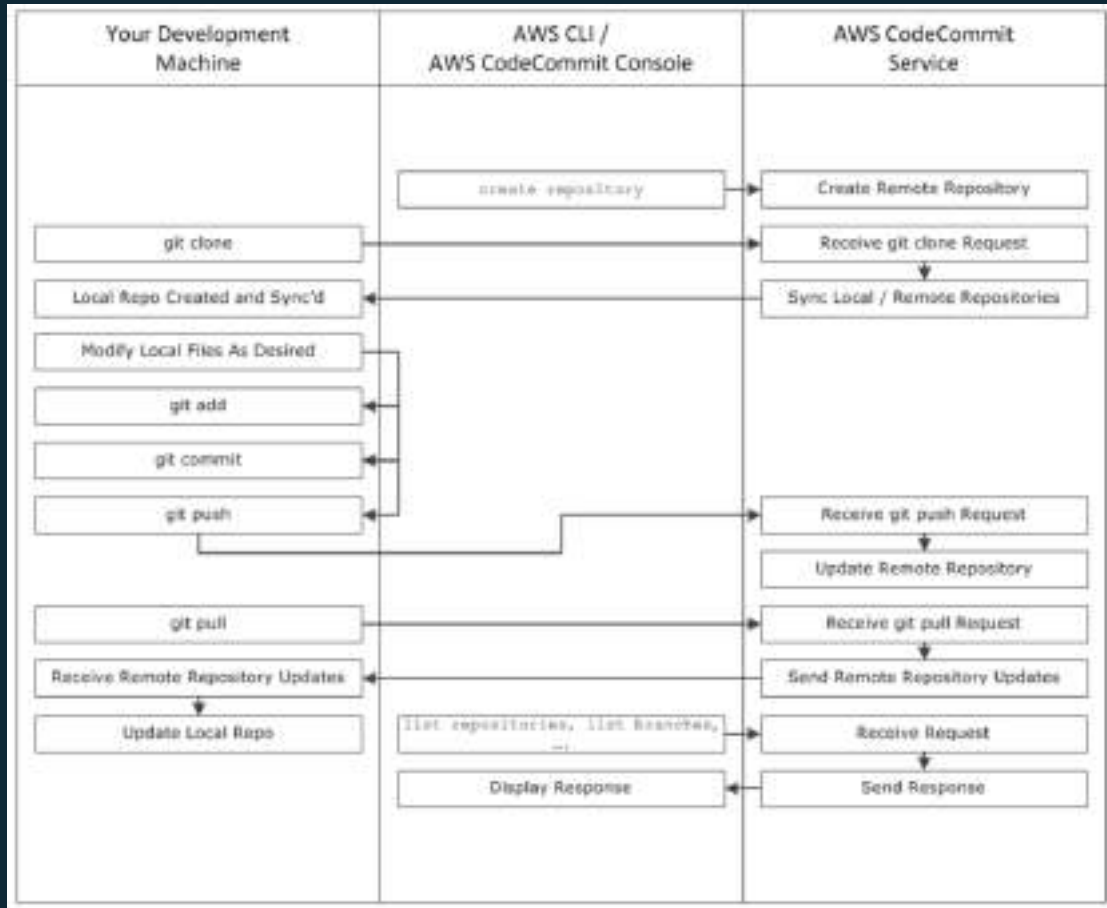 Your Development
Machine
AWS CLI /
AWS CodeCommit Console
AWS CodeCommit
Service
create repository
Create Remote Repository
git clone
Receive git clone Request
Local Repo Created and Sync'd
Sync Local / Remote Repositories
Modify Local Files As Desired
git add
git commit
git push
Receive git push Request
Update Remote Repository
git pull
Receive git pull Request
Receive Remote Repository Updates
Send Remote Repository Updates
Update Local Repo
list repositories, list branches,
...
Receive Request
Display Response
Send Response